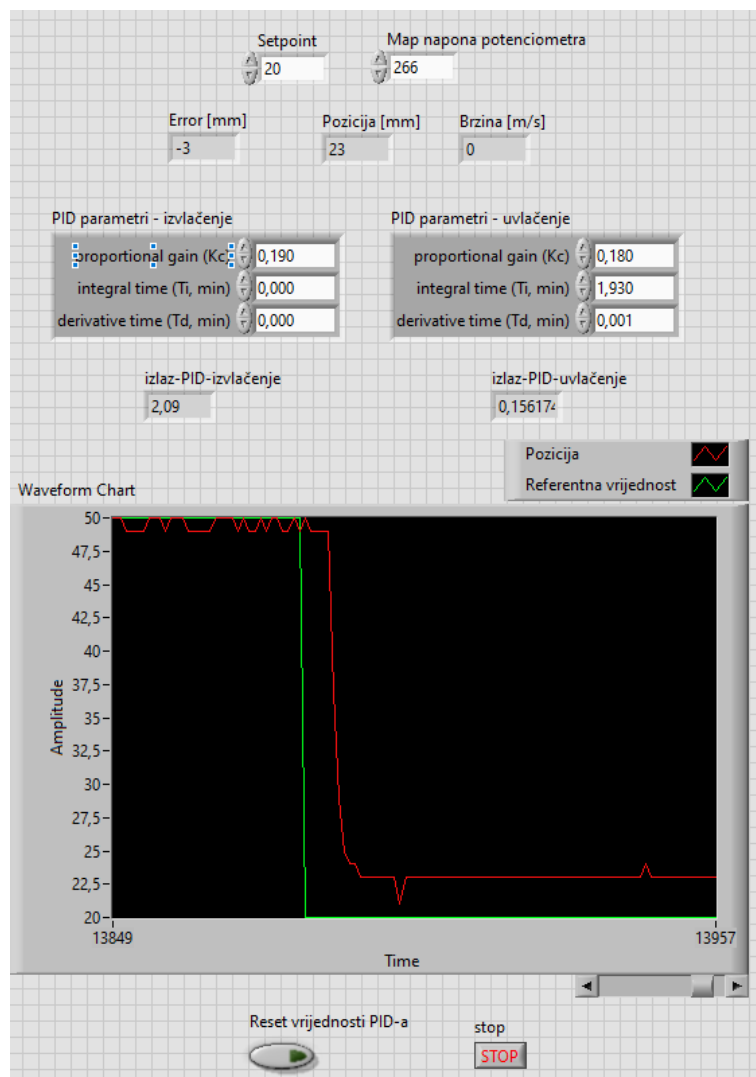 Setpoint
20
Map napona potenciometra
266
Error [mm]
-3
Pozicija [mm]
23
Brzina [m/s]
0
PID parametri - izvlačenje
proportional gain (Kc)
0,190
integral time (Ti, min)
0,000
derivative time (Td, min)
0,000
PID parametri - uvlačenje
proportional gain (Kc)
0,180
integral time (Ti, min)
1,930
derivative time (Td, min)
0,001
izlaz-PID-izvlačenje
2,09
izlaz-PID-uvlačenje
0,156174
Pozicija
Referentna vrijednost
Waveform Chart
50
47,5
45
42,5
40
37,5
35
32,5
30
27,5
25
22,5
20
Amplitude
13849
13957
Time
Reset vrijednosti PID-a
stop
STOP